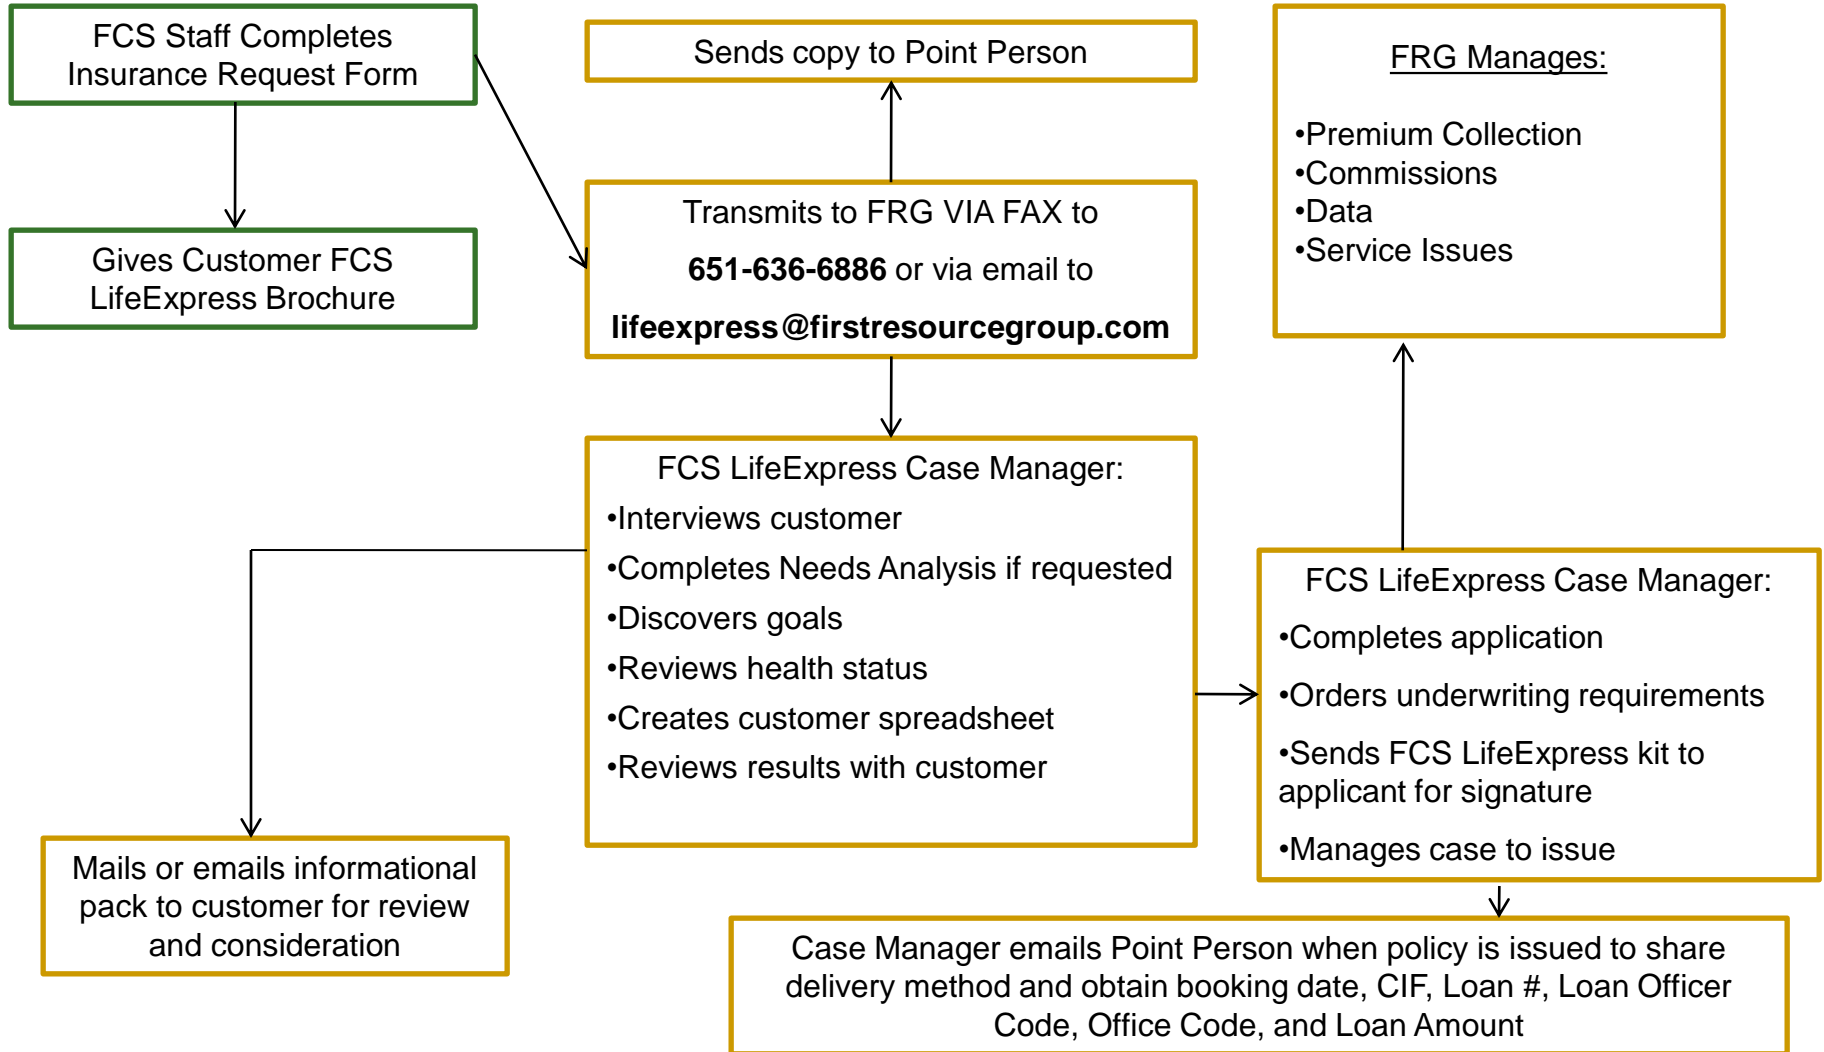 FCS Staff Completes
Insurance Request Form
Gives Customer FCS
LifeExpress Brochure
Sends copy to Point Person
Transmits to FRG VIA FAX to
651-636-6886 or via email to
lifeexpress@firstresourcegroup.com
FRG Manages:
•Premium Collection
•Commissions
•Data
•Service Issues
FCS LifeExpress Case Manager:
•Interviews customer
•Completes Needs Analysis if requested
•Discovers goals
•Reviews health status
•Creates customer spreadsheet
•Reviews results with customer
FCS LifeExpress Case Manager:
•Completes application
•Orders underwriting requirements
•Sends FCS LifeExpress kit to
applicant for signature
•Manages case to issue
Mails or emails informational
pack to customer for review
and consideration
Case Manager emails Point Person when policy is issued to share
delivery method and obtain booking date, CIF, Loan #, Loan Officer
Code, Office Code, and Loan Amount